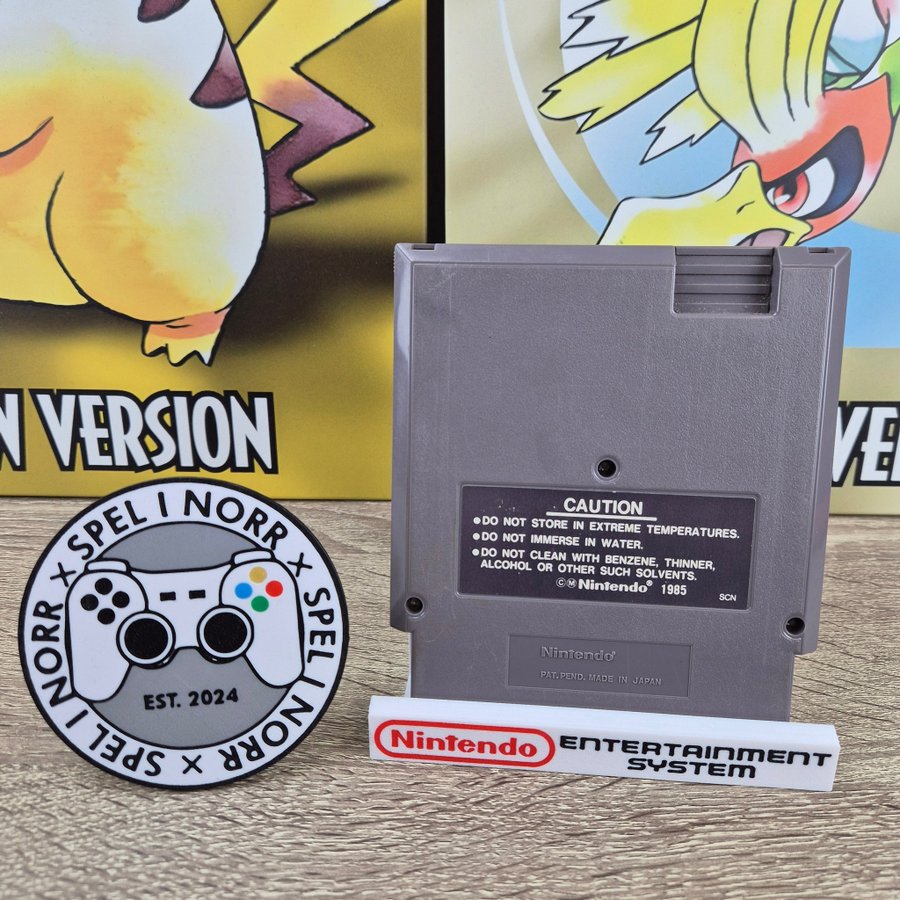 N VERSION
VE
SPEL I NORR × SPEL I NORR × SPEL I NORR ×
EST. 2024
CAUTION
●DO NOT STORE IN EXTREME TEMPERATURES.
●DO NOT IMMERSE IN WATER.
●DO NOT CLEAN WITH BENZENE, THINNER,
ALCOHOL OR OTHER SUCH SOLVENTS.
©Ⓜ Nintendo® 1985
SCN
Nintendo®
PAT. PEND. MADE IN JAPAN
Nintendo ENTERTAINMENT
SYSTEM